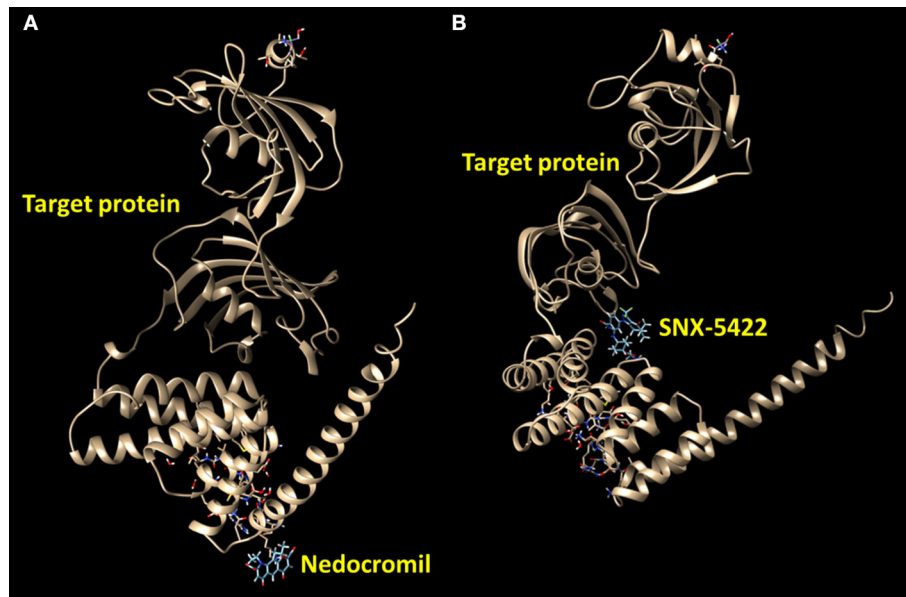 A
B
Target protein
Target protein
SNX-5422
Nedocromil